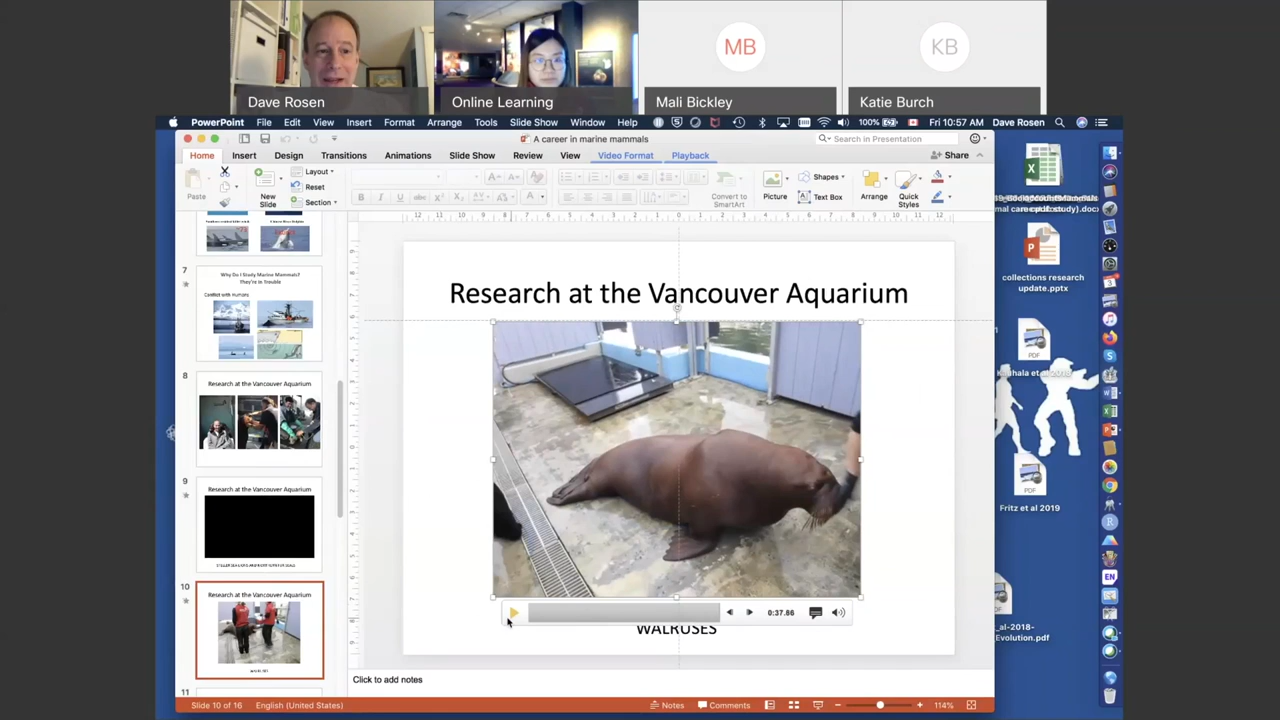 MB
KB
Dave Rosen
Online Learning
Mali Bickley
Katie Burch
PowerPoint File Edit View Insert Format Arrange Tools Slide Show Window Help 100% Fri 10:57 AM Dave Rosen
A career in marine mammals
Search in Presentation
Home Insert Design Transitions Animations Slide Show Review View Video Format Playback Share
Paste
New
Slide
Layout
Reset
Section
Convert to
SmartArt
Picture
Shapes
Text Box
Arrange
Quick
Styles
7
Why Do I Study Marine Mammals?
They're In Trouble
Conflict with Humans
8
Research at the Vancouver Aquarium
9
Research at the Vancouver Aquarium
10
Research at the Vancouver Aquarium
11
Research at the Vancouver Aquarium
0:37.86
WALRUSES
Click to add notes
Slide 10 of 16 English (United States) Notes Comments 114%
collections research
update.pptx
PDF
PDF
Fritz et al 2019
PDF
_al-2018-
Evolution.pdf
EN